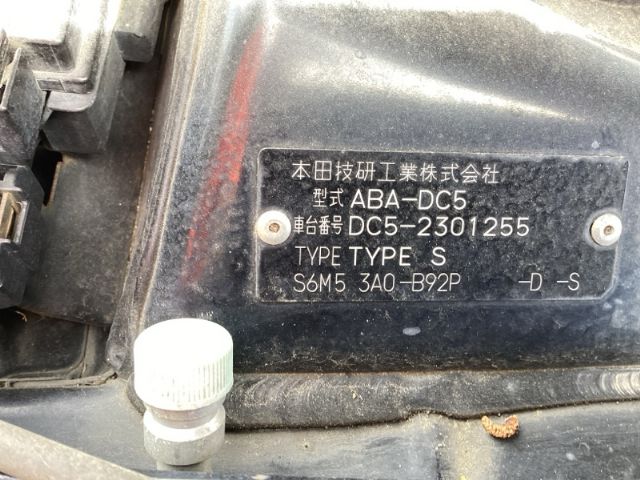 本田技研工業株式会社
型式 ABA-DC5
車台番号 DC5-2301255
TYPE TYPE S
S6M5 3A0-B92P -D -S